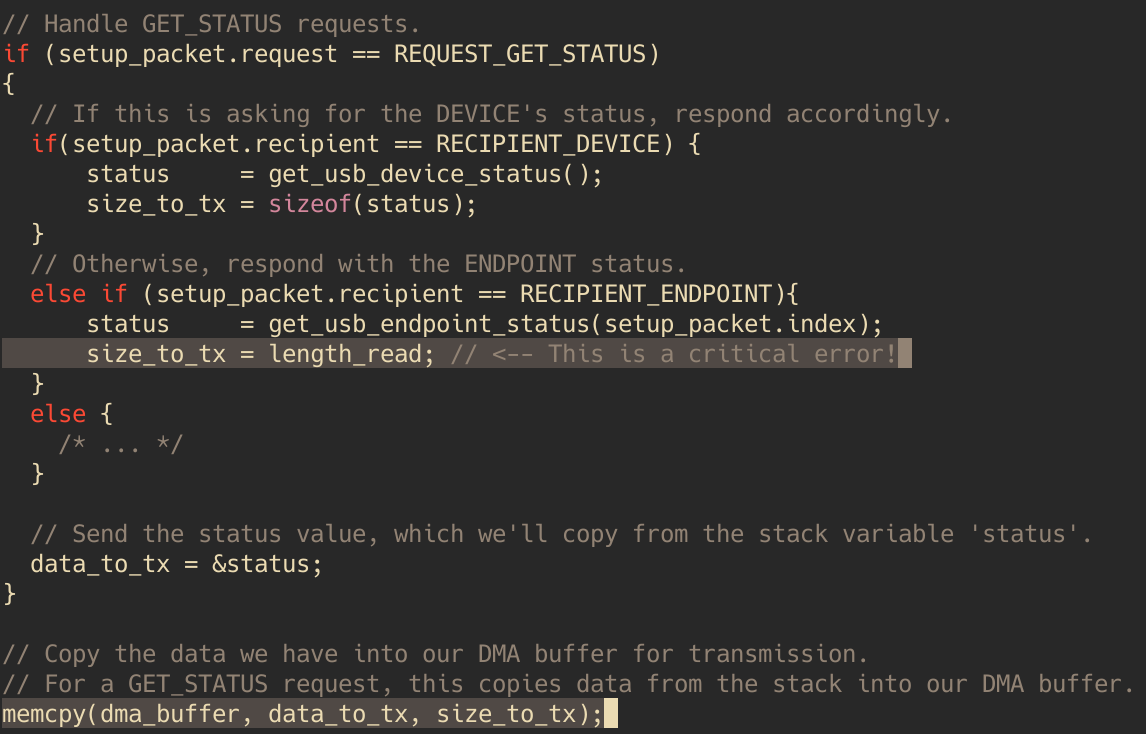 // Handle GET_STATUS requests.
if (setup_packet.request == REQUEST_GET_STATUS)
{
  // If this is asking for the DEVICE's status, respond accordingly.
  if(setup_packet.recipient == RECIPIENT_DEVICE) {
      status     = get_usb_device_status();
      size_to_tx = sizeof(status);
  }
  // Otherwise, respond with the ENDPOINT status.
  else if (setup_packet.recipient == RECIPIENT_ENDPOINT){
      status     = get_usb_endpoint_status(setup_packet.index);
      size_to_tx = length_read; // <-- This is a critical error!
  }
  else {
    /* ... */
  }

  // Send the status value, which we'll copy from the stack variable 'status'.
  data_to_tx = &status;
}

// Copy the data we have into our DMA buffer for transmission.
// For a GET_STATUS request, this copies data from the stack into our DMA buffer.
memcpy(dma_buffer, data_to_tx, size_to_tx);